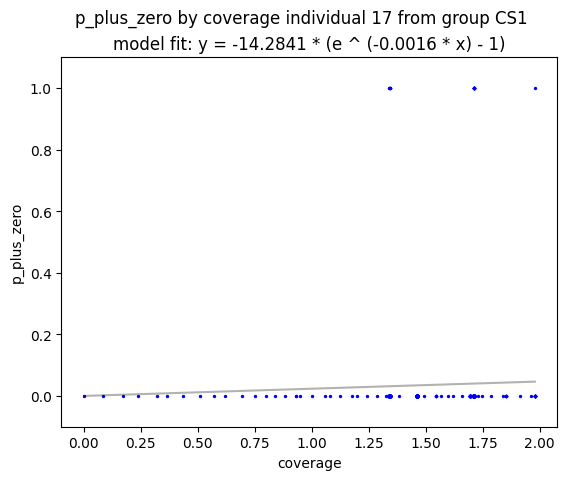 p_plus_zero by coverage individual 17 from group CS1
model fit: y = -14.2841 * (e ^ (-0.0016 * x) - 1)
1.0
0.8
0.6
0.4
0.2
0.0
p_plus_zero
0.00 0.25 0.50 0.75 1.00 1.25 1.50 1.75 2.00
coverage